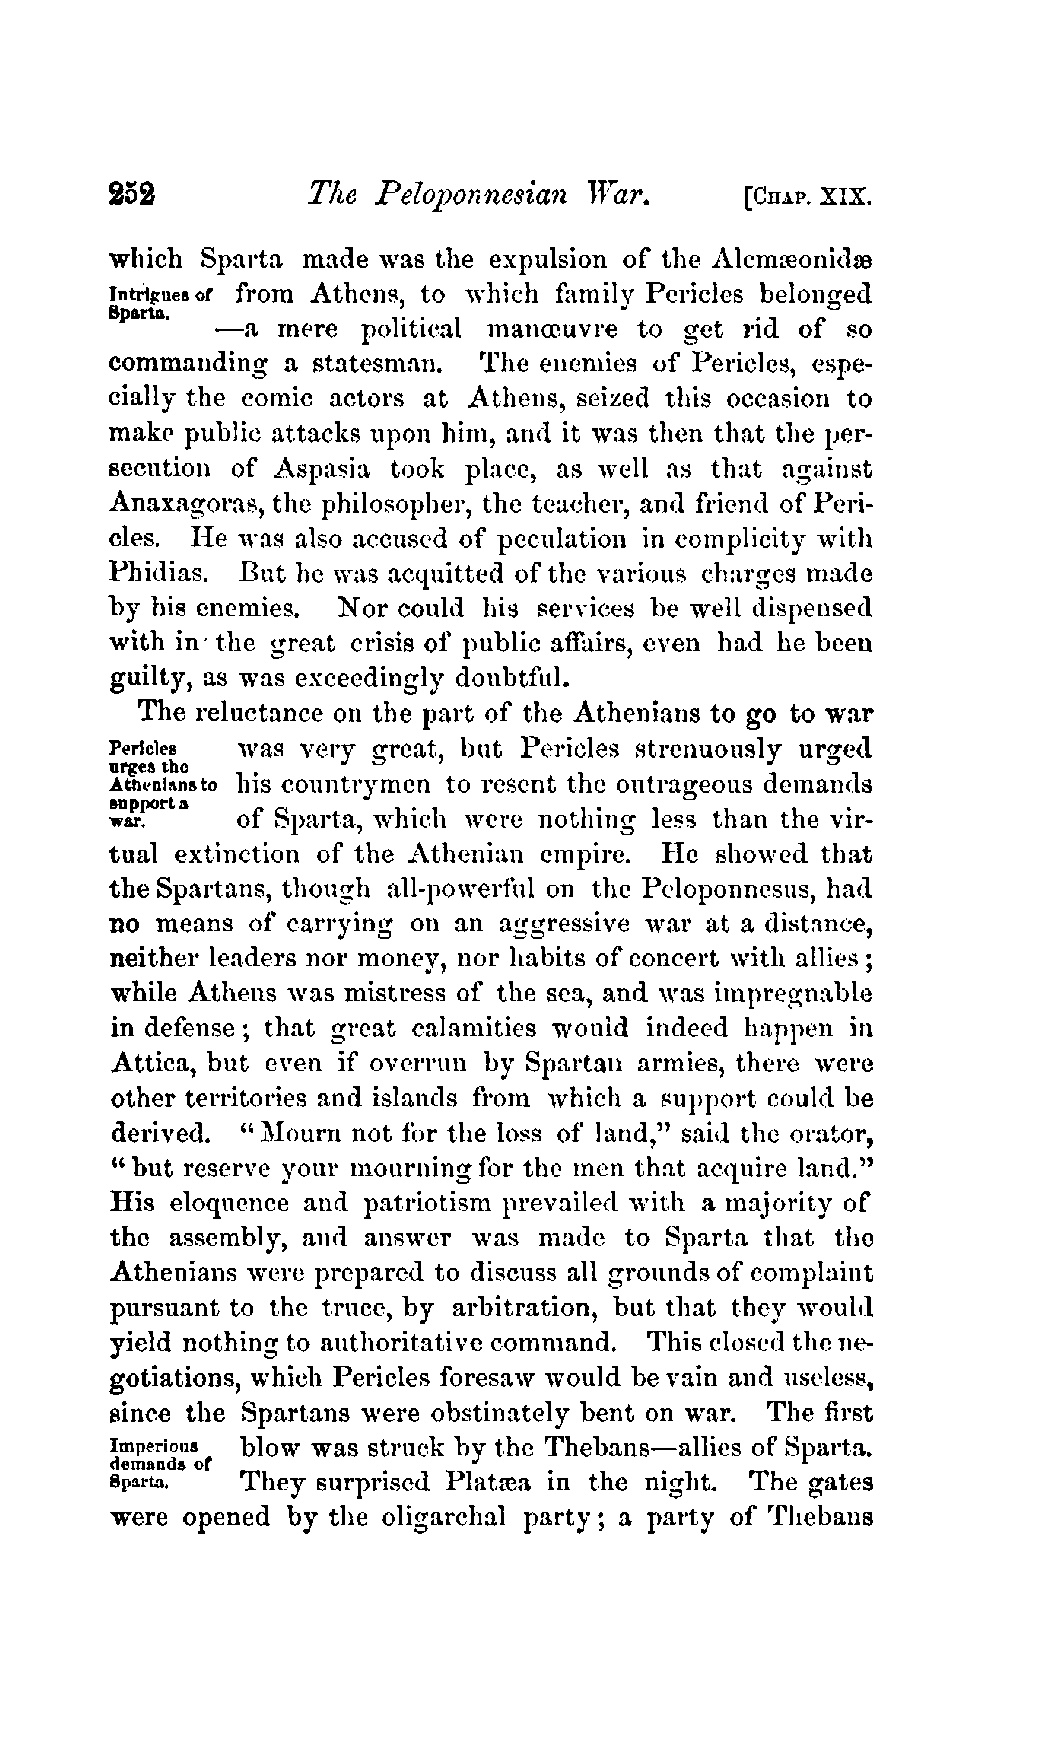 252 The Peloponnesian War. [CHAP. XIX.
which Sparta made was the expulsion of the Alcmæonidæ
Intrigues of
Sparta.
from Athens, to which family Pericles belonged
—a mere political manœuvre to get rid of so
commanding a statesman. The enemies of Pericles, espe-
cially the comic actors at Athens, seized this occasion to
make public attacks upon him, and it was then that the per-
secution of Aspasia took place, as well as that against
Anaxagoras, the philosopher, the teacher, and friend of Peri-
cles. He was also accused of peculation in complicity with
Phidias. But he was acquitted of the various charges made
by his enemies. Nor could his services be well dispensed
with in the great crisis of public affairs, even had he been
guilty, as was exceedingly doubtful.
The reluctance on the part of the Athenians to go to war
Pericles
urges the
Athenians to
support a
war.
was very great, but Pericles strenuously urged
his countrymen to resent the outrageous demands
of Sparta, which were nothing less than the vir-
tual extinction of the Athenian empire. He showed that
the Spartans, though all-powerful on the Peloponnesus, had
no means of carrying on an aggressive war at a distance,
neither leaders nor money, nor habits of concert with allies;
while Athens was mistress of the sea, and was impregnable
in defense; that great calamities would indeed happen in
Attica, but even if overrun by Spartan armies, there were
other territories and islands from which a support could be
derived. "Mourn not for the loss of land," said the orator,
"but reserve your mourning for the men that acquire land."
His eloquence and patriotism prevailed with a majority of
the assembly, and answer was made to Sparta that the
Athenians were prepared to discuss all grounds of complaint
pursuant to the truce, by arbitration, but that they would
yield nothing to authoritative command. This closed the ne-
gotiations, which Pericles foresaw would be vain and useless,
since the Spartans were obstinately bent on war. The first
Imperious
demands of
Sparta.
blow was struck by the Thebans—allies of Sparta.
They surprised Platæa in the night. The gates
were opened by the oligarchal party; a party of Thebans